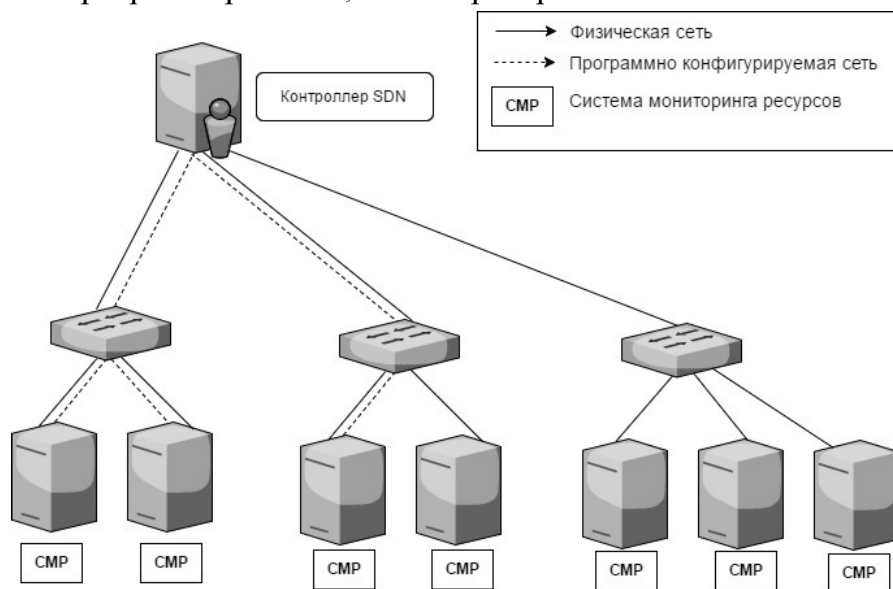 Физическая сеть
Программно конфигурируемая сеть
СМР Система мониторинга ресурсов
Контроллер SDN
СМР СМР СМР СМР СМР СМР СМР